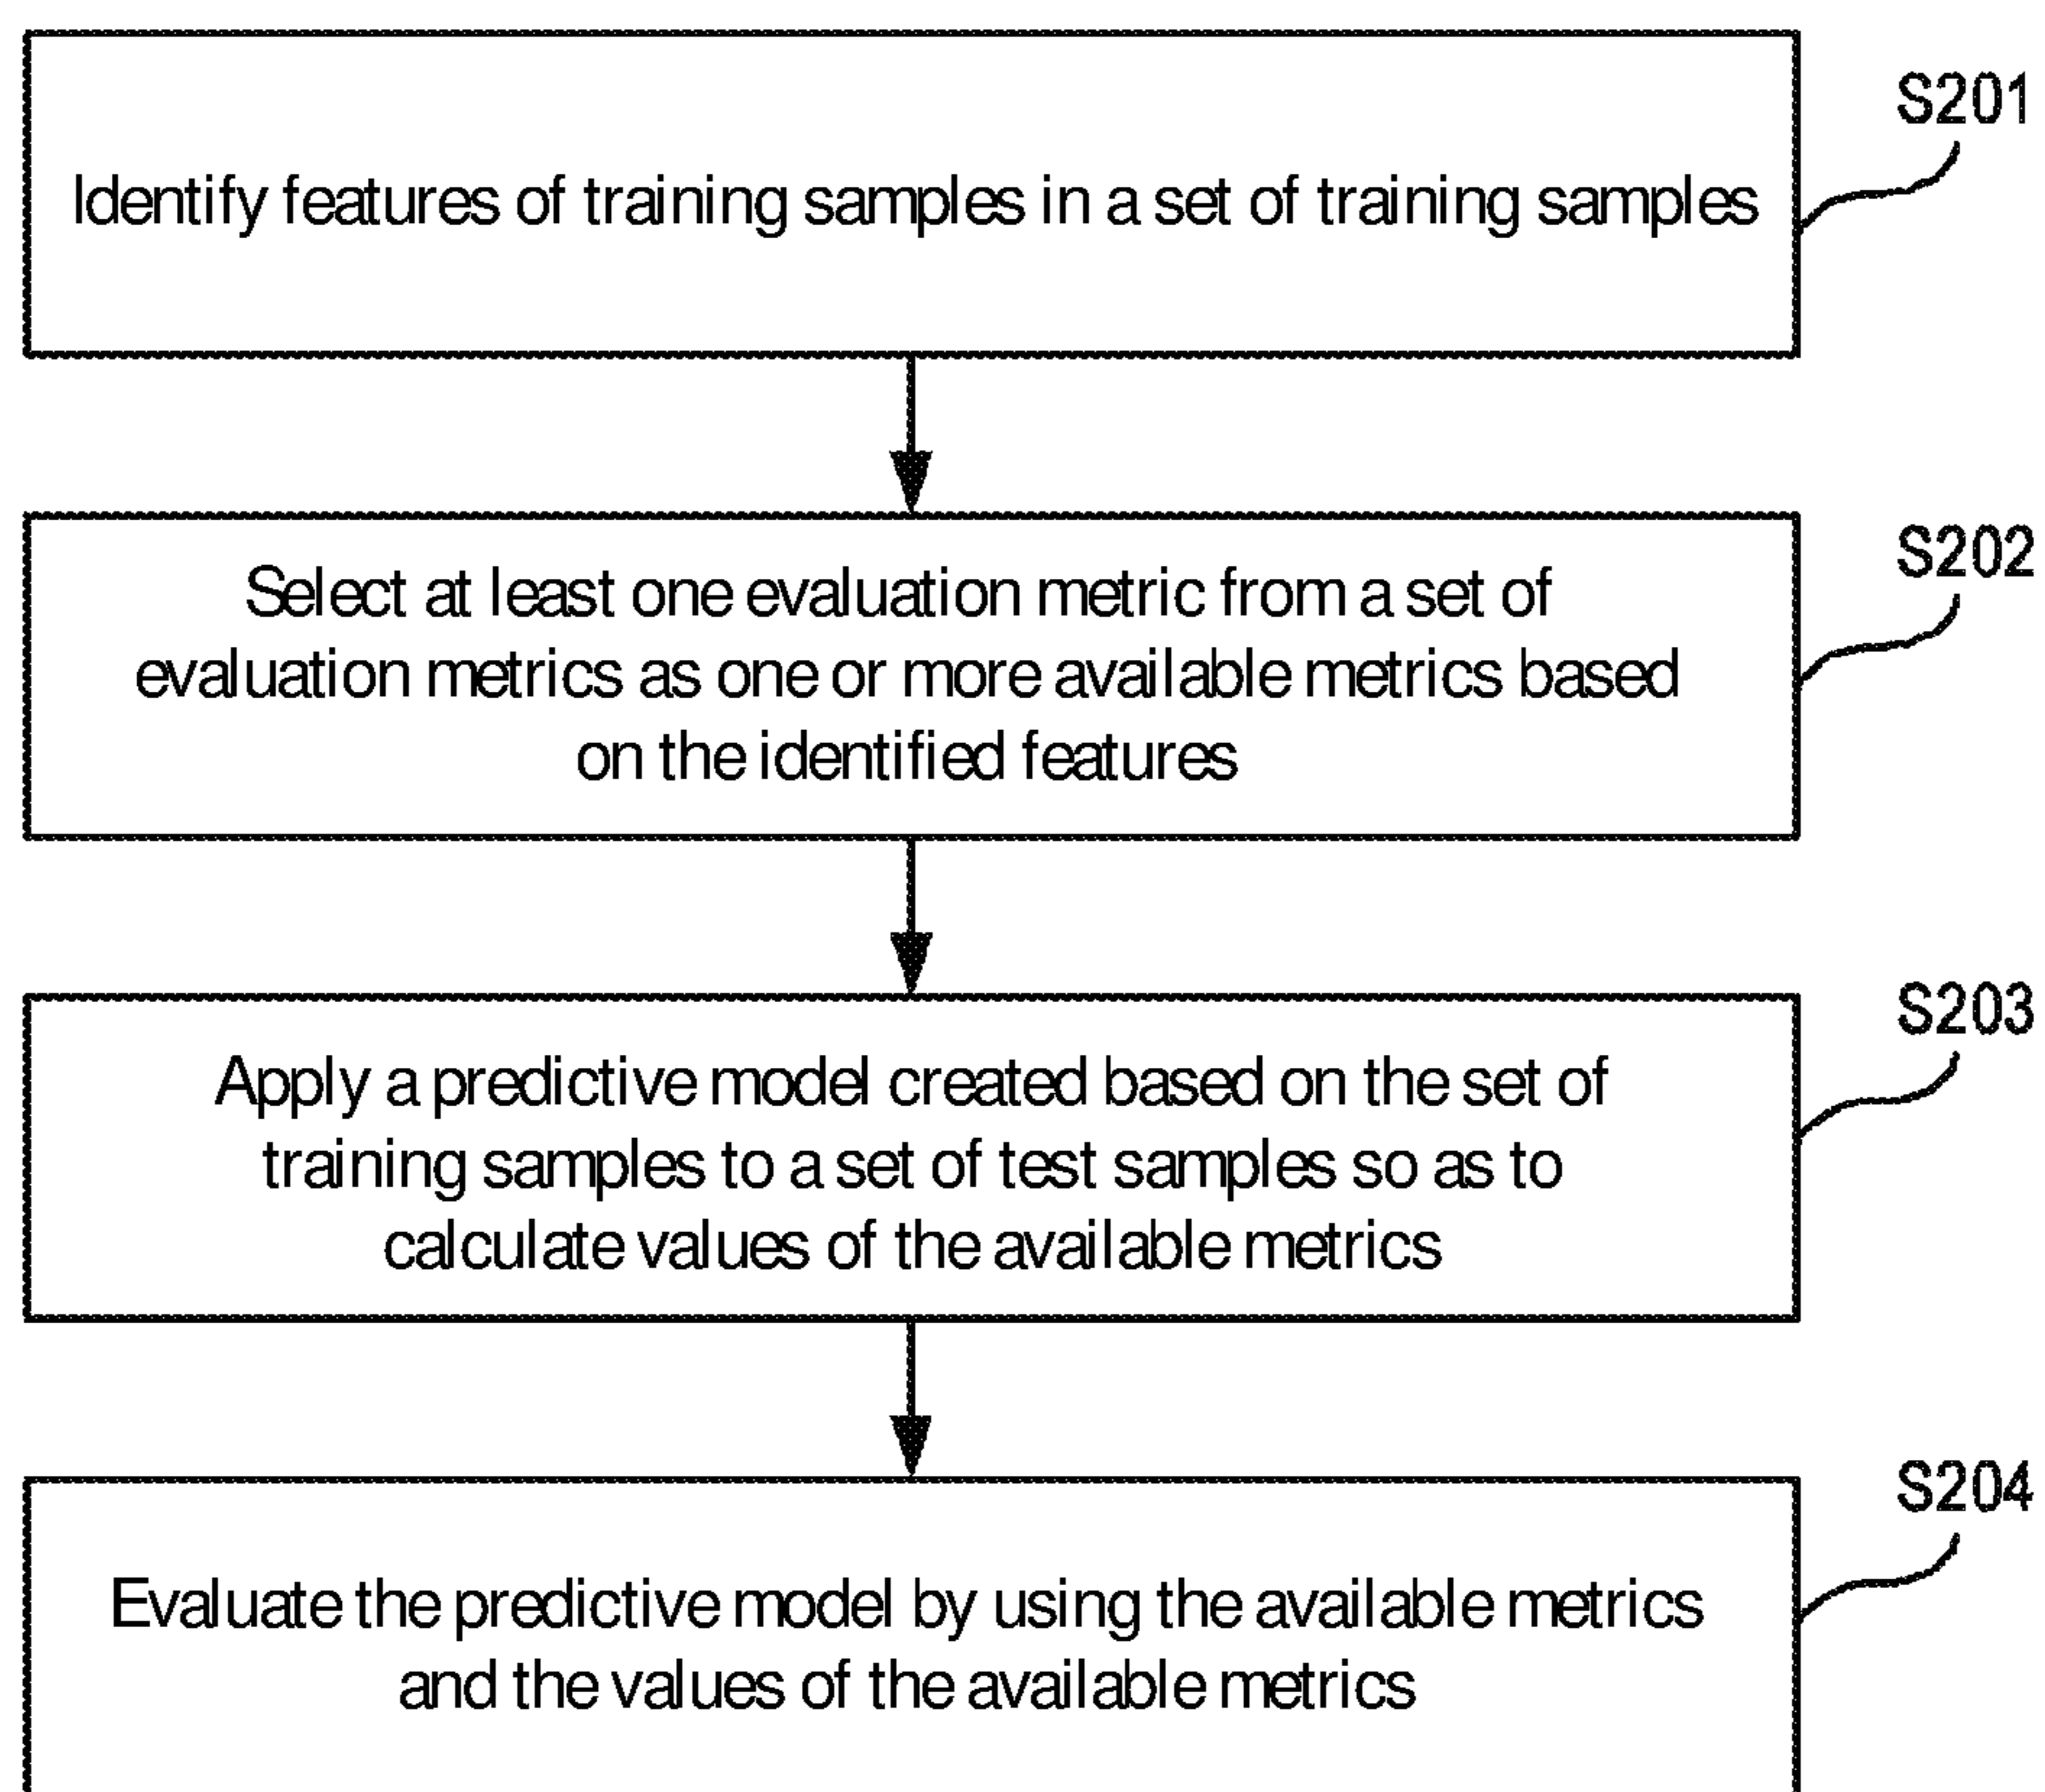 S201
Identify features of training samples in a set of training samples
S202
Select at least one evaluation metric from a set of
evaluation metrics as one or more available metrics based
on the identified features
S203
Apply a predictive model created based on the set of
training samples to a set of test samples so as to
calculate values of the available metrics
S204
Evaluate the predictive model by using the available metrics
and the values of the available metrics